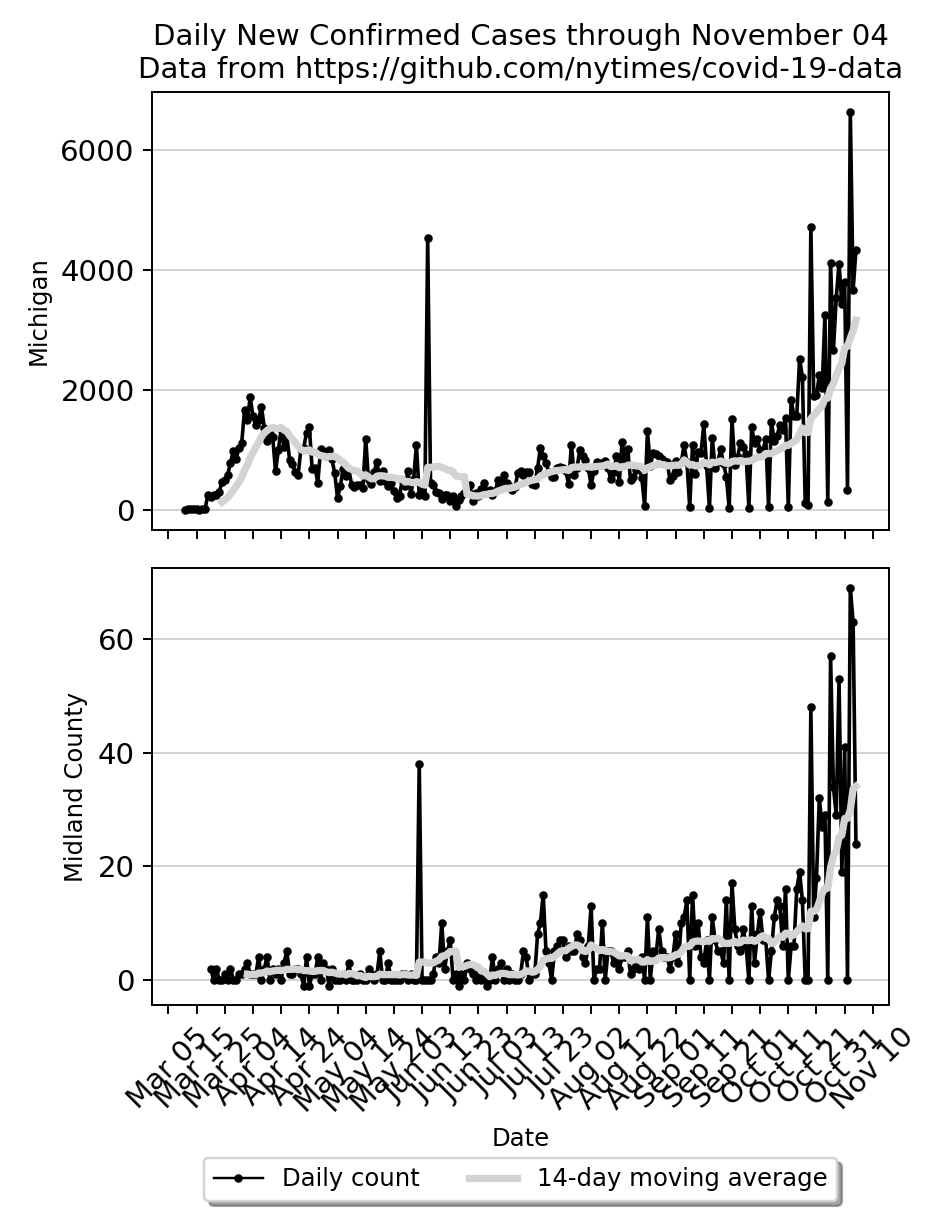 Daily New Confirmed Cases through November 04
Data from https://github.com/nytimes/covid-19-data
Michigan
6000
4000
2000
0
Midland County
60
40
20
0
Mar 05
Mar 15
Mar 25
Apr 04
Apr 14
Apr 24
May 04
May 14
May 24
Jun 03
Jun 13
Jun 23
Jul 03
Jul 13
Jul 23
Aug 02
Aug 12
Aug 22
Sep 01
Sep 11
Sep 21
Oct 01
Oct 11
Oct 21
Oct 31
Nov 10
Date
Daily count
14-day moving average